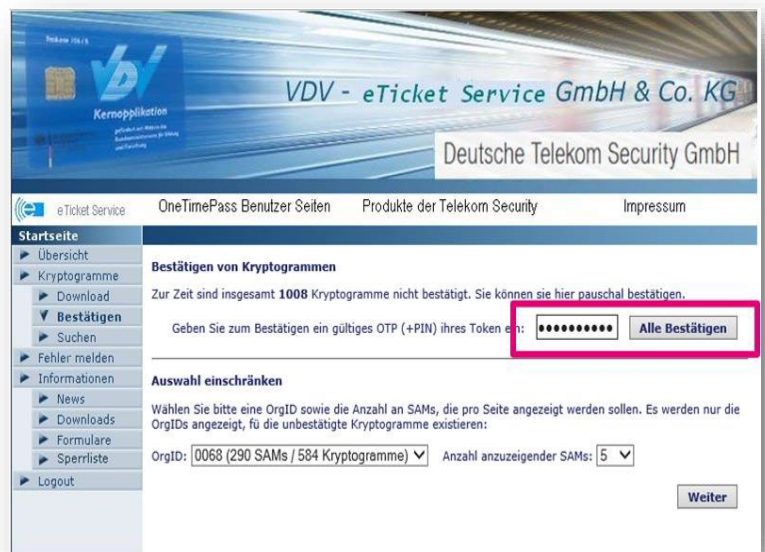 VDV
Kernapplikation
VDV - eTicket Service GmbH & Co. KG
Deutsche Telekom Security GmbH
eTicket Service
OneTimePass Benutzer Seiten
Produkte der Telekom Security
Impressum
Startseite
Übersicht
Kryptogramme
Download
Bestätigen
Suchen
Fehler melden
Informationen
News
Downloads
Formulare
Sperrliste
Logout
Bestätigen von Kryptogrammen
Zur Zeit sind insgesamt 1008 Kryptogramme nicht bestätigt. Sie können sie hier pauschal bestätigen.
Geben Sie zum Bestätigen ein gültiges OTP (+PIN) ihres Token ein: ●●●●●●●●●● Alle Bestätigen
Auswahl einschränken
Wählen Sie bitte eine OrgID sowie die Anzahl an SAMs, die pro Seite angezeigt werden sollen. Es werden nur die
OrgIDs angezeigt, fü die unbestätigte Kryptogramme existieren:
OrgID: 0068 (290 SAMs / 584 Kryptogramme) Anzahl anzuzeigender SAMs: 5
Weiter